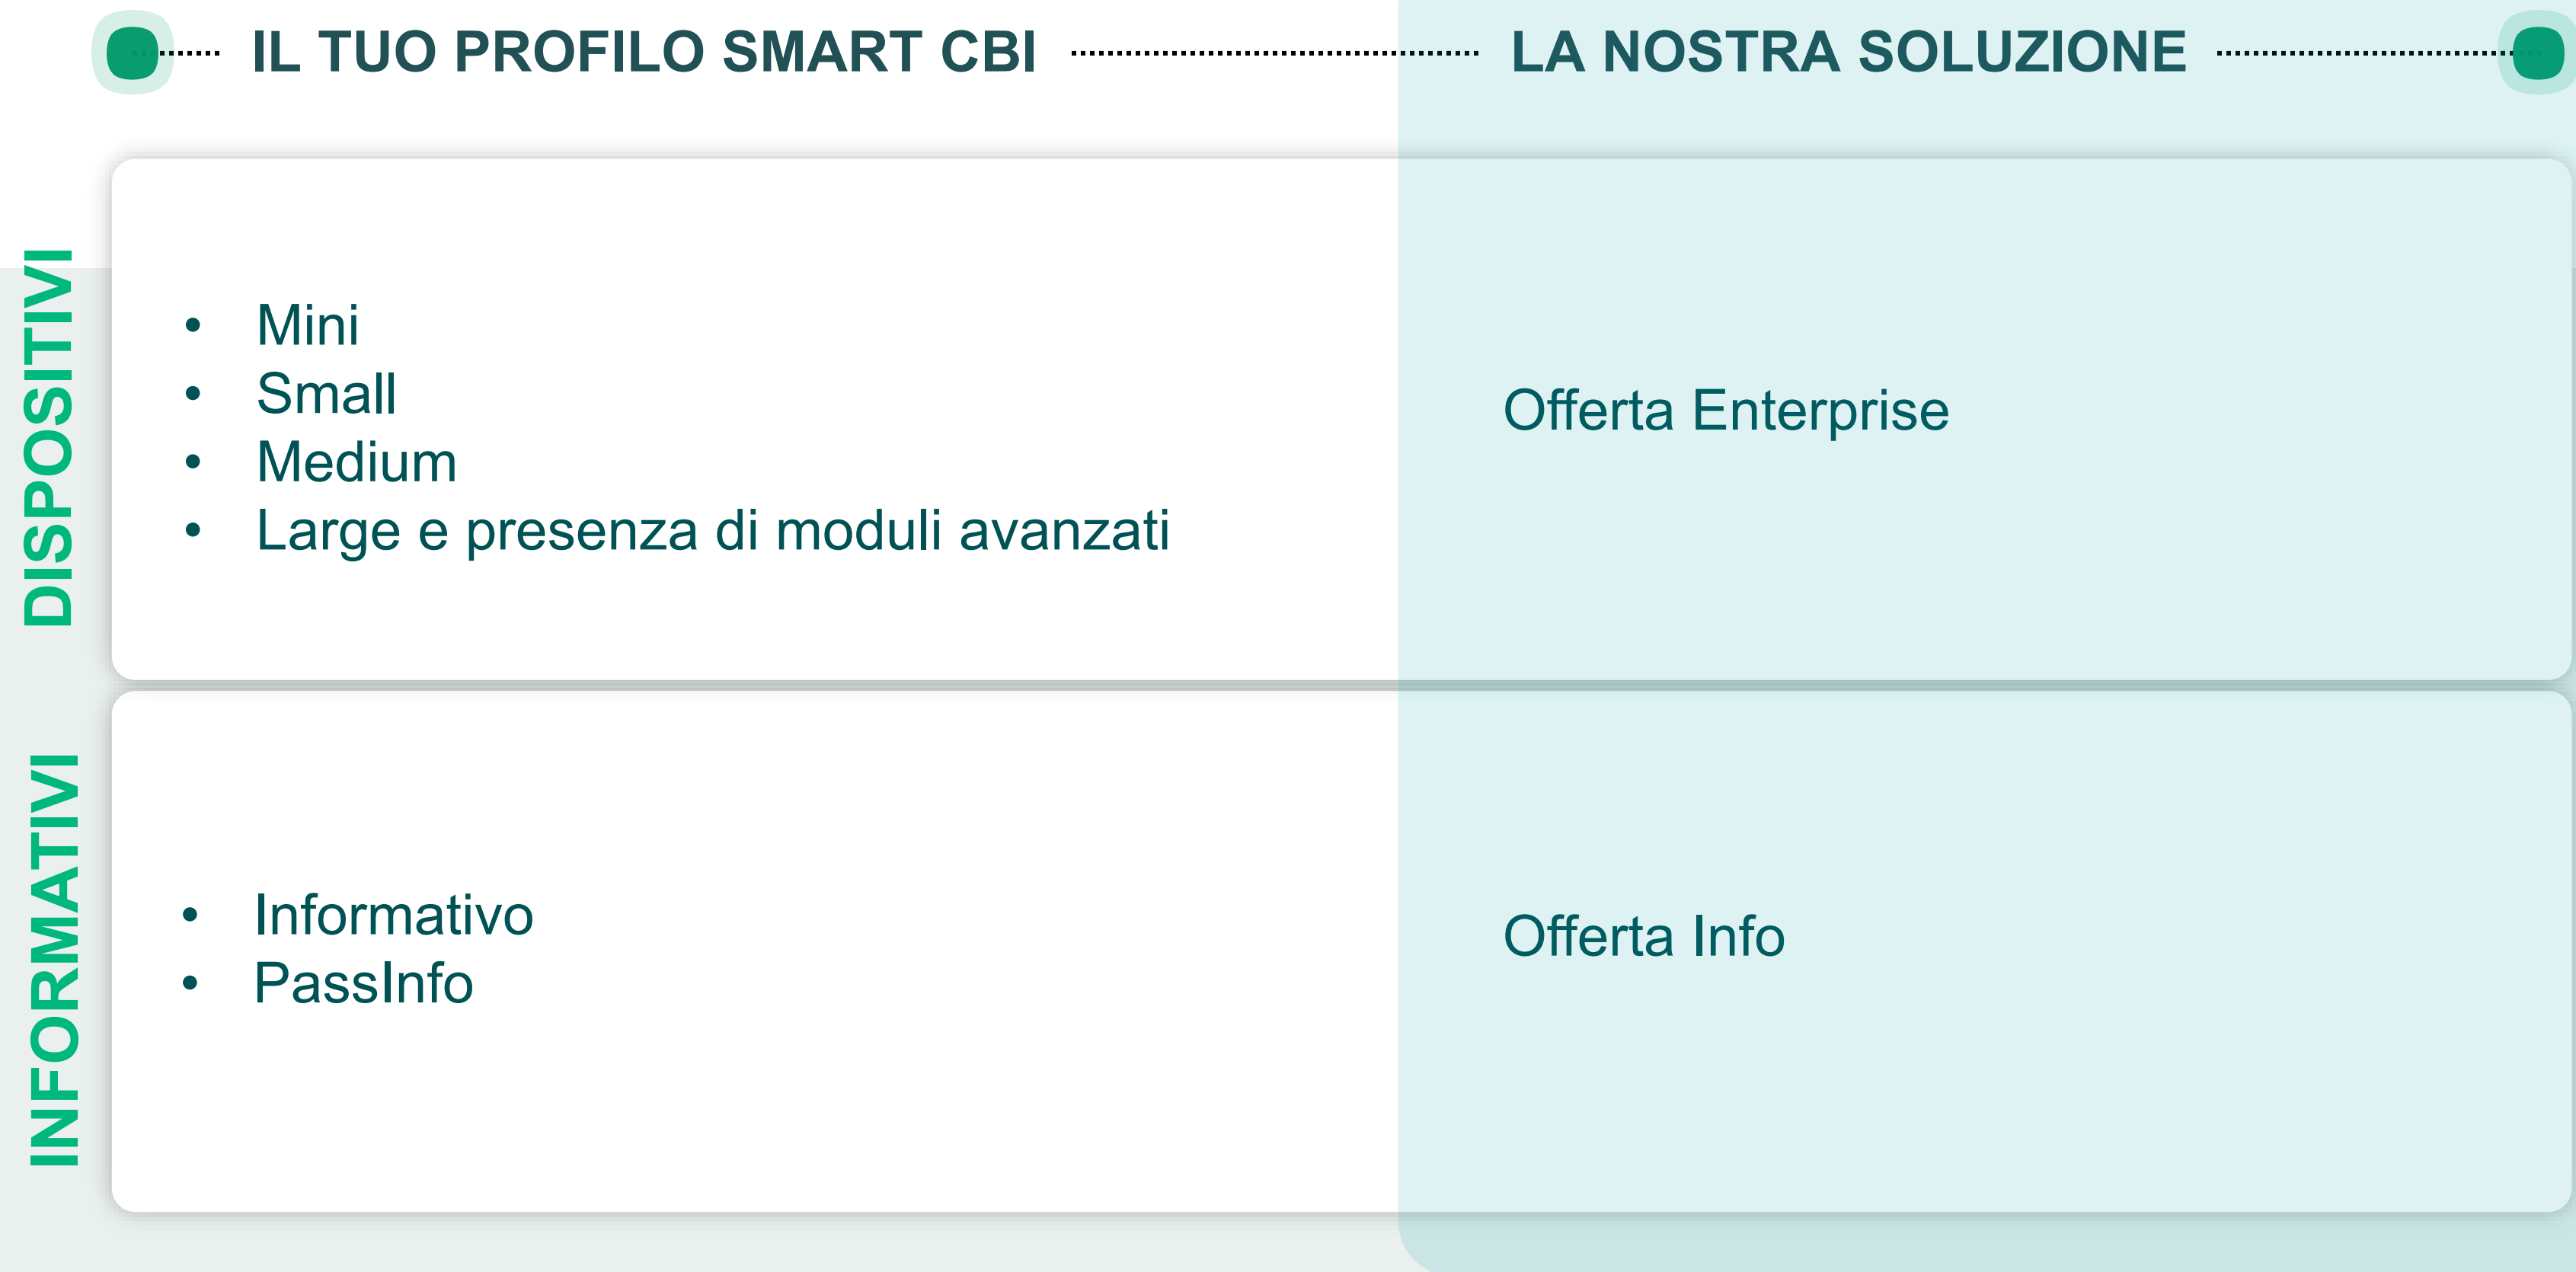 IL TUO PROFILO SMART CBI
LA NOSTRA SOLUZIONE
DISPOSITIVI
• Mini
• Small
• Medium
• Large e presenza di moduli avanzati
Offerta Enterprise
INFORMATIVI
• Informativo
• PassInfo
Offerta Info